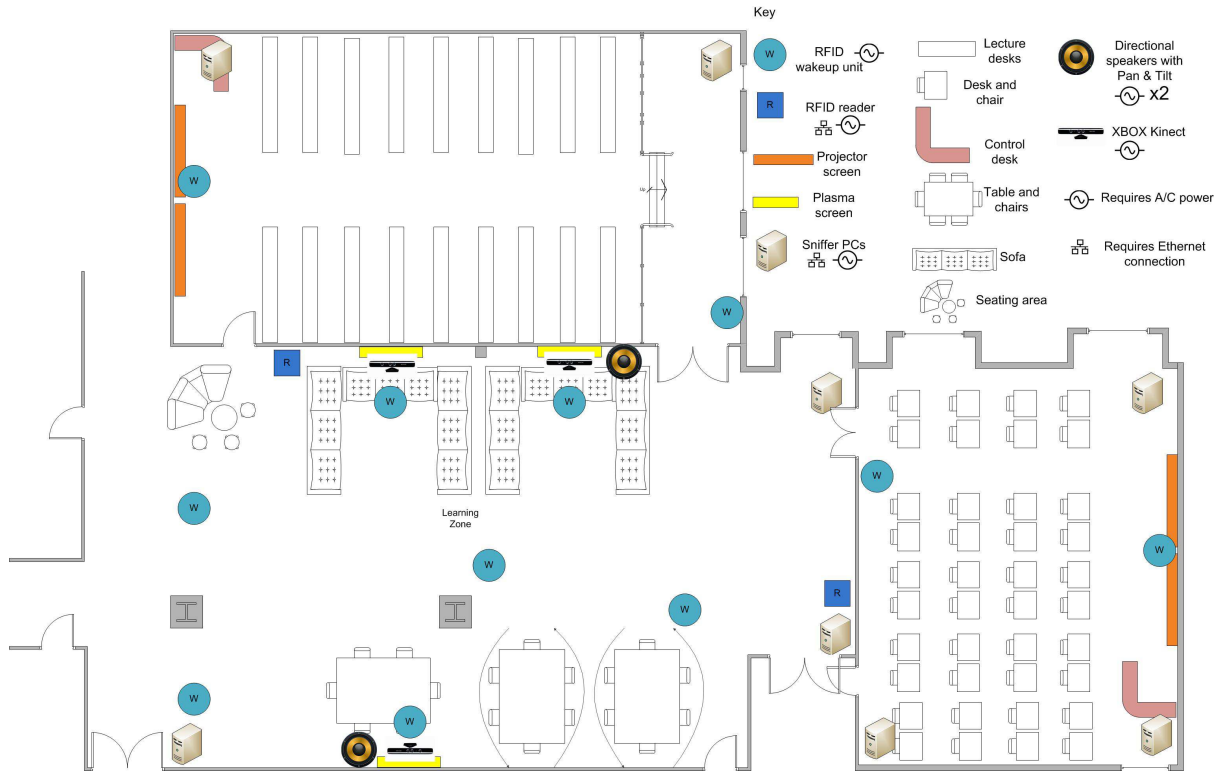 Key
W
RFID
wakeup unit
R
RFID reader
Projector
screen
Plasma
screen
Sniffer PCs
Lecture
desks
Desk and
chair
Control
desk
Table and
chairs
Sofa
Seating area
Directional
speakers with
Pan & Tilt
x2
XBOX Kinect
Requires A/C power
Requires Ethernet
connection
W
Up
W
R
W
W
W
W
Learning
Zone
W
W
R
W
W
W